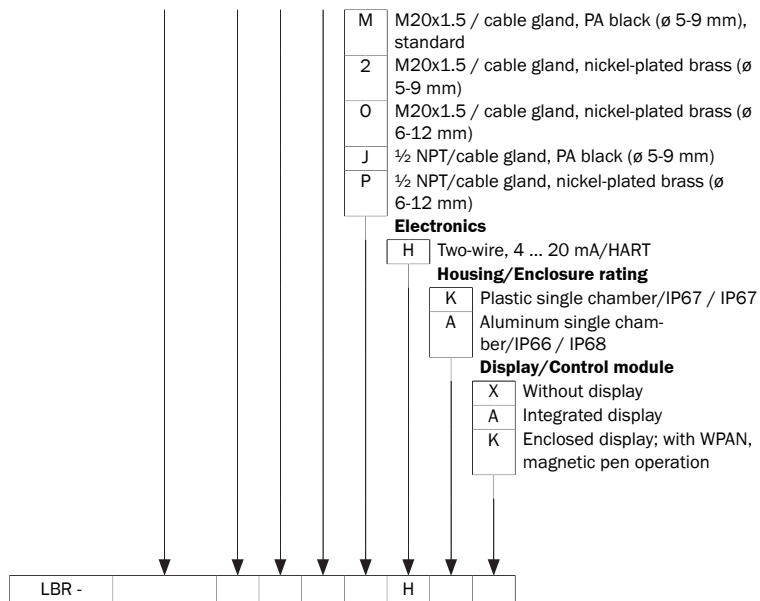 M M20x1.5 / cable gland, PA black (ø 5-9 mm),
standard
2 M20x1.5 / cable gland, nickel-plated brass (ø
5-9 mm)
0 M20x1.5 / cable gland, nickel-plated brass (ø
6-12 mm)
J ½ NPT/cable gland, PA black (ø 5-9 mm)
P ½ NPT/cable gland, nickel-plated brass (ø
6-12 mm)
Electronics
H Two-wire, 4 ... 20 mA/HART
Housing/Enclosure rating
K Plastic single chamber/IP67 / IP67
A Aluminum single cham-
ber/IP66 / IP68
Display/Control module
X Without display
A Integrated display
K Enclosed display; with WPAN,
magnetic pen operation
LBR - H